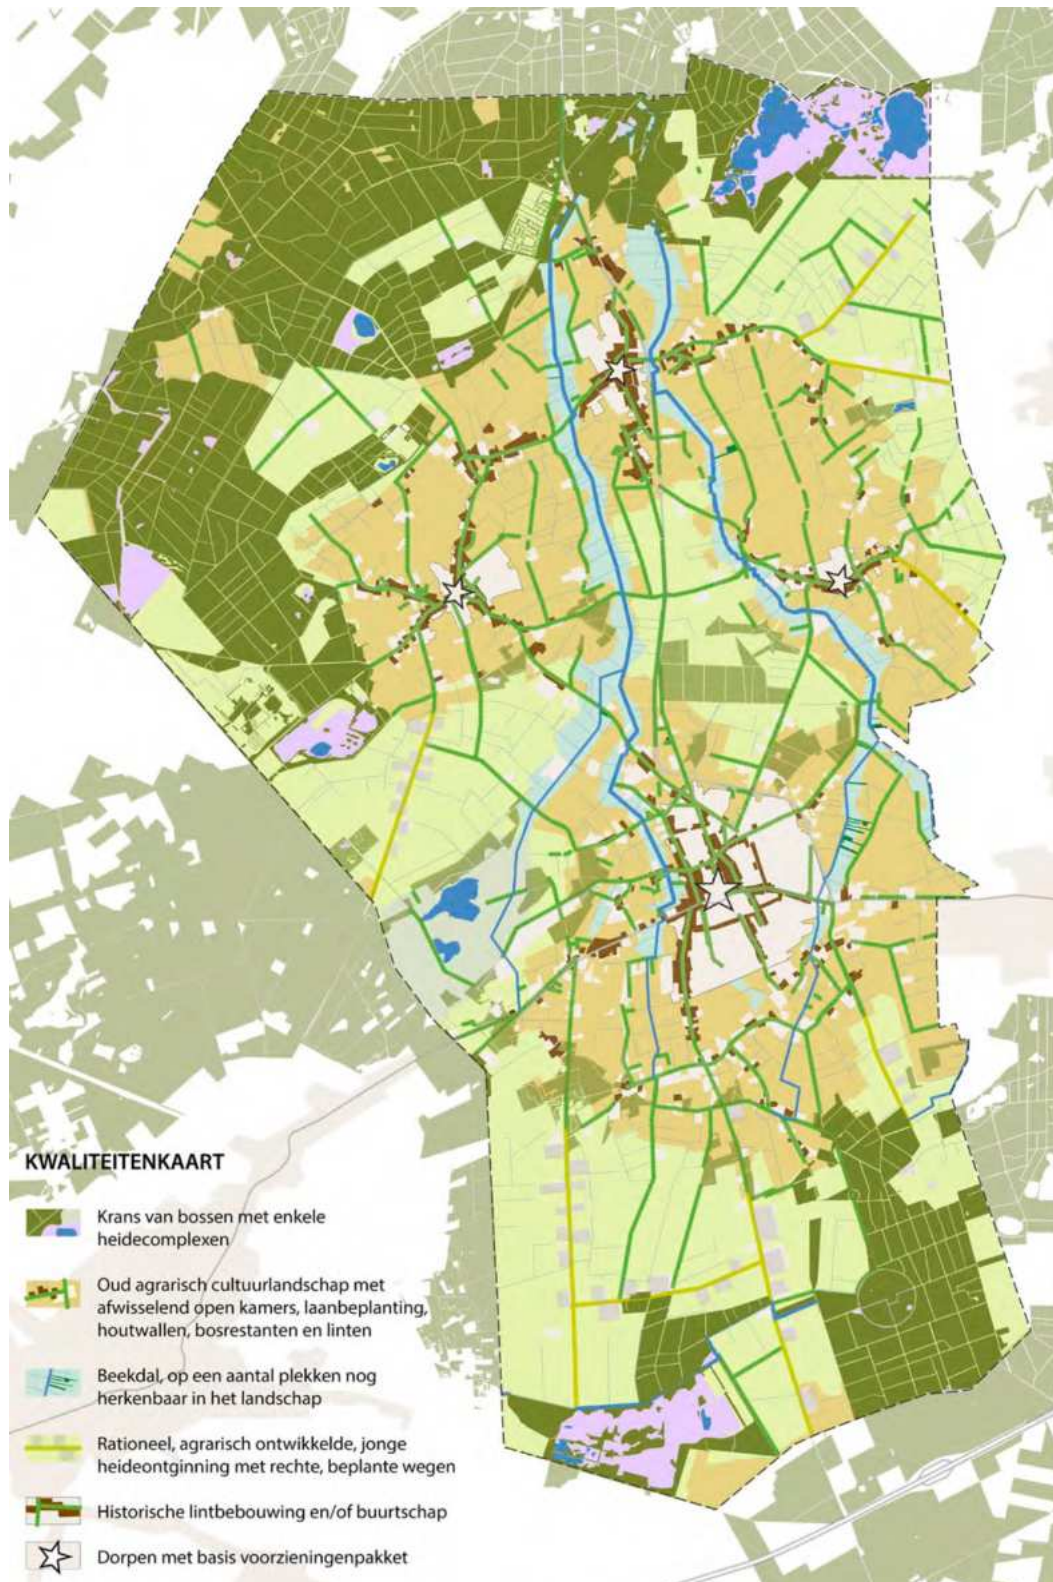 KWALITEITENKAART
Krans van bossen met enkele
heidecomplexen
Oud agrarisch cultuurlandschap met
afwisselend open kamers, laanbeplanting,
houtwallen, bosrestanten en linten
Beekdal, op een aantal plekken nog
herkenbaar in het landschap
Rationeel, agrarisch ontwikkelde, jonge
heideontginning met rechte, beplante wegen
Historische lintbebouwing en/of buurtschap
Dorpen met basis voorzieningenpakket